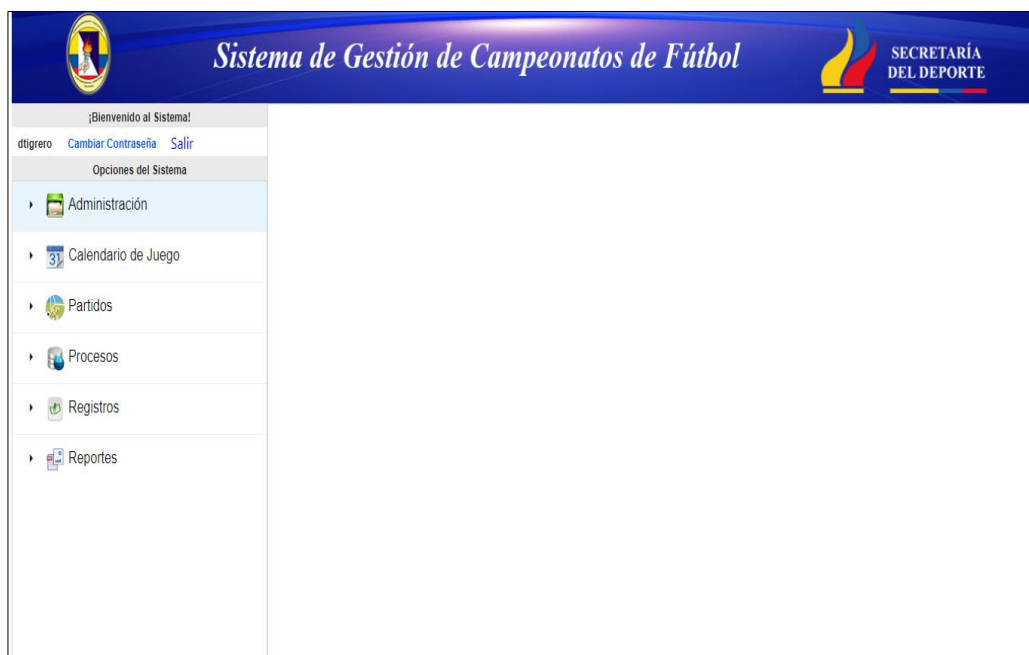 Sistema de Gestión de Campeonatos de Fútbol
SECRETARÍA
DEL DEPORTE
¡Bienvenido al Sistema!
dtigrero Cambiar Contraseña Salir
Opciones del Sistema
Administración
31 Calendario de Juego
Partidos
Procesos
Registros
Reportes